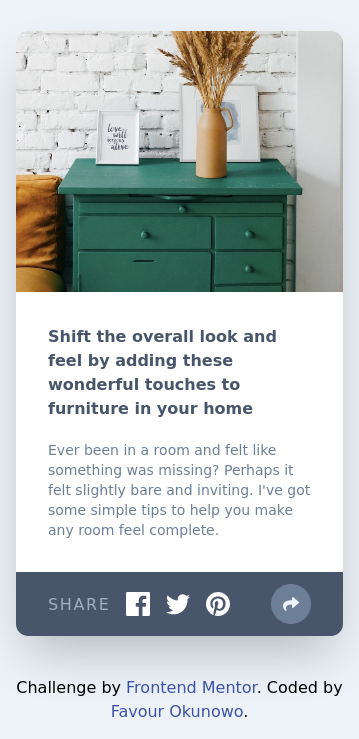 love
will
keep us
alive
Shift the overall look and
feel by adding these
wonderful touches to
furniture in your home
Ever been in a room and felt like
something was missing? Perhaps it
felt slightly bare and inviting. I've got
some simple tips to help you make
any room feel complete.
SHARE
Challenge by Frontend Mentor. Coded by
Favour Okunowo.